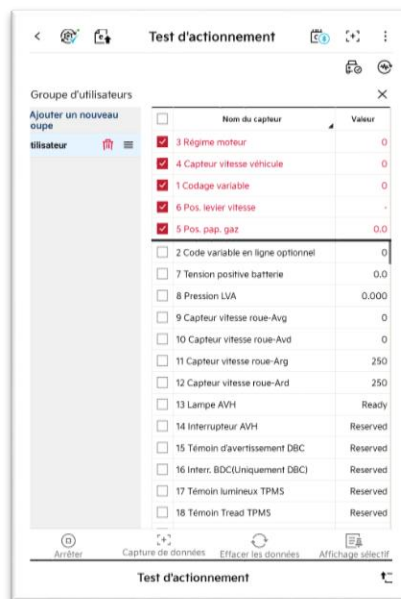 Test d'actionnement
Groupe d'utilisateurs
Ajouter un nouveau
oupe
tilisateur
Nom du capteur Valeur
3 Régime moteur 0
4 Capteur vitesse véhicule 0
1 Codage variable 0
6 Pos. levier vitesse -
5 Pos. pap. gaz 0.0
2 Code variable en ligne optionnel 0
7 Tension positive batterie 0.0
8 Pression LVA 0.000
9 Capteur vitesse roue-Avg 0
10 Capteur vitesse roue-Avd 0
11 Capteur vitesse roue-Arg 250
12 Capteur vitesse roue-Ard 250
13 Lampe AVH Ready
14 Interrupteur AVH Reserved
15 Témoin d'avertissement DBC Reserved
16 Interr. BDC(Uniquement DBC) Reserved
17 Témoin lumineux TPMS Reserved
18 Témoin Tread TPMS Reserved
Arrêter Capture de données Effacer les données Affichage sélectif
Test d'actionnement